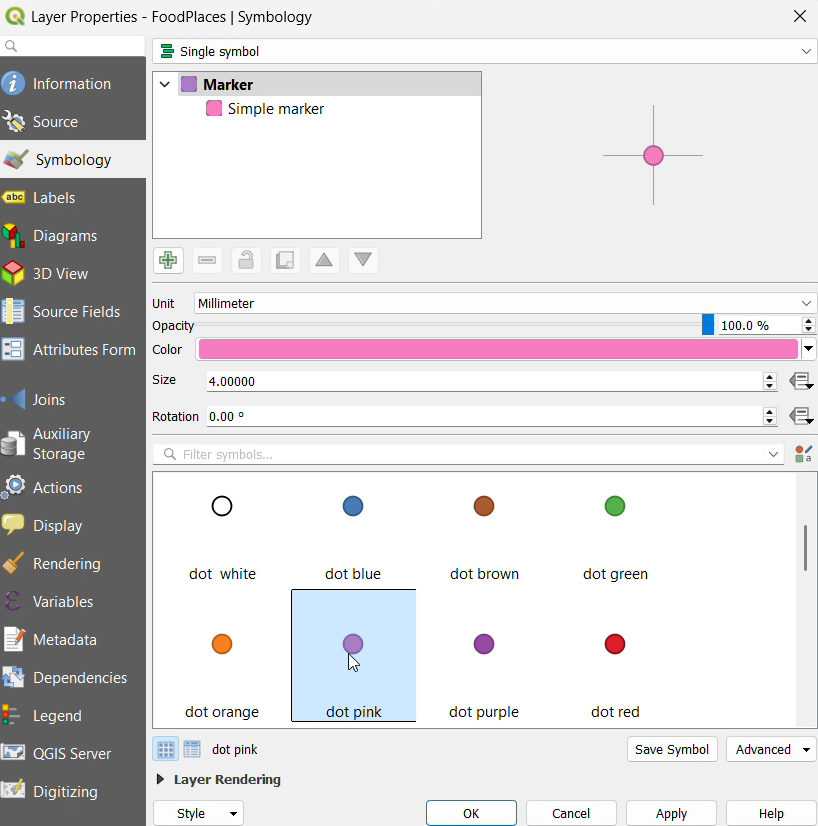 Layer Properties - FoodPlaces | Symbology
Single symbol
Information
Source
Symbology
Labels
abc
Diagrams
3D View
Source Fields
Attributes Form
Joins
Auxiliary
Storage
Actions
Display
Rendering
Variables
Metadata
Dependencies
Legend
QGIS Server
Digitizing
Marker
Simple marker
Unit Millimeter
Opacity 100.0 %
Color
Size 4.00000
Rotation 0.00 °
Filter symbols...
dot  white dot blue dot brown dot green
dot orange dot pink dot purple dot red
dot pink Save Symbol Advanced
Layer Rendering
Style OK Cancel Apply Help